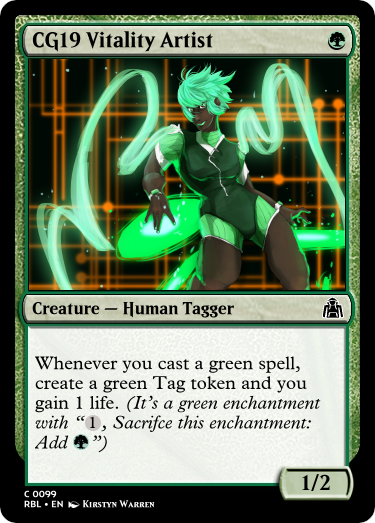 CG19 Vitality Artist
Creature — Human Tagger
Whenever you cast a green spell,
create a green Tag token and you
gain 1 life. (It's a green enchantment
with “1, Sacrifce this enchantment:
Add ”)
1/2
C 0099
RBL • EN Kirstyn Warren